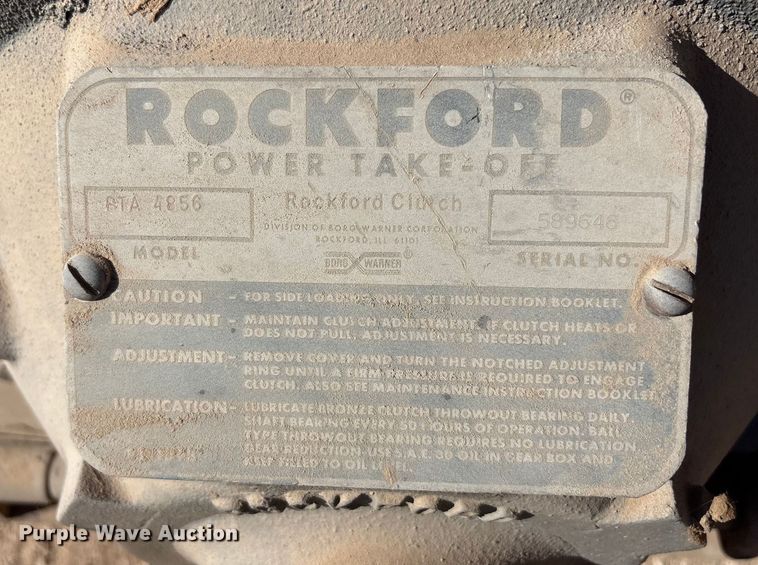 ROCKFORD®
POWER TAKE-OFF
Rockford Clutch
DIVISION OF BORG-WARNER CORPORATION
ROCKFORD, ILL 61101
4856
MODEL
BORG WARNER ®
589646
SERIAL NO.
CAUTION - FOR SIDE LOADING ONLY, SEE INSTRUCTION BOOKLET.
IMPORTANT - MAINTAIN CLUTCH ADJUSTMENT. IF CLUTCH HEATS OR
DOES NOT PULL, ADJUSTMENT IS NECESSARY.
ADJUSTMENT - REMOVE COVER AND TURN THE NOTCHED ADJUSTMENT
RING UNTIL A FIRM PRESSURE IS REQUIRED TO ENGAGE
CLUTCH. ALSO SEE MAINTENANCE INSTRUCTION BOOKLET
LUBRICATION - LUBRICATE BRONZE CLUTCH THROWOUT BEARING DAILY.
SHAFT BEARING EVERY 50 HOURS OF OPERATION. BALL
TYPE THROWOUT BEARING REQUIRES NO LUBRICATION.
GEAR REDUCTION USE S.A.E. 30 OIL IN GEAR BOX AND
KEEP FILLED TO OIL LEVEL.
Purple Wave Auction